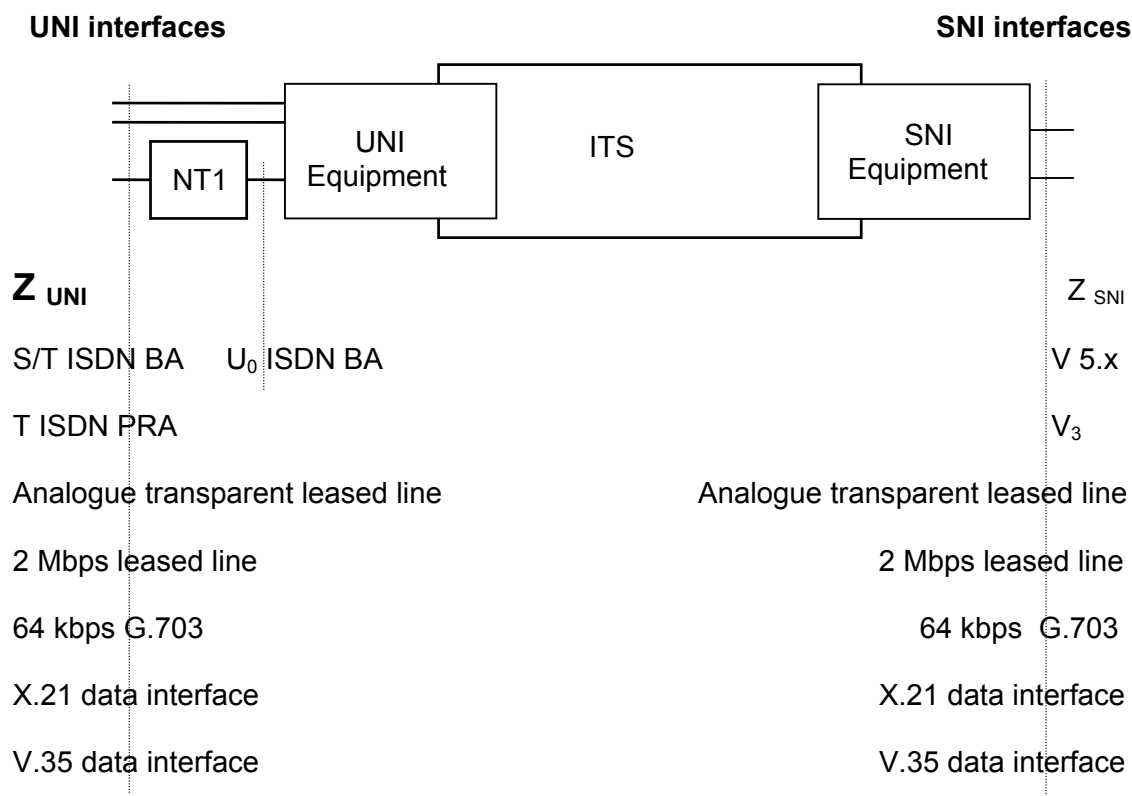 UNI interfaces SNI interfaces
UNI
Equipment
ITS
SNI
Equipment
NT1
Z UNI Z SNI
S/T ISDN BA U0 ISDN BA V 5.x
T ISDN PRA V3
Analogue transparent leased line Analogue transparent leased line
2 Mbps leased line 2 Mbps leased line
64 kbps G.703 64 kbps G.703
X.21 data interface X.21 data interface
V.35 data interface V.35 data interface